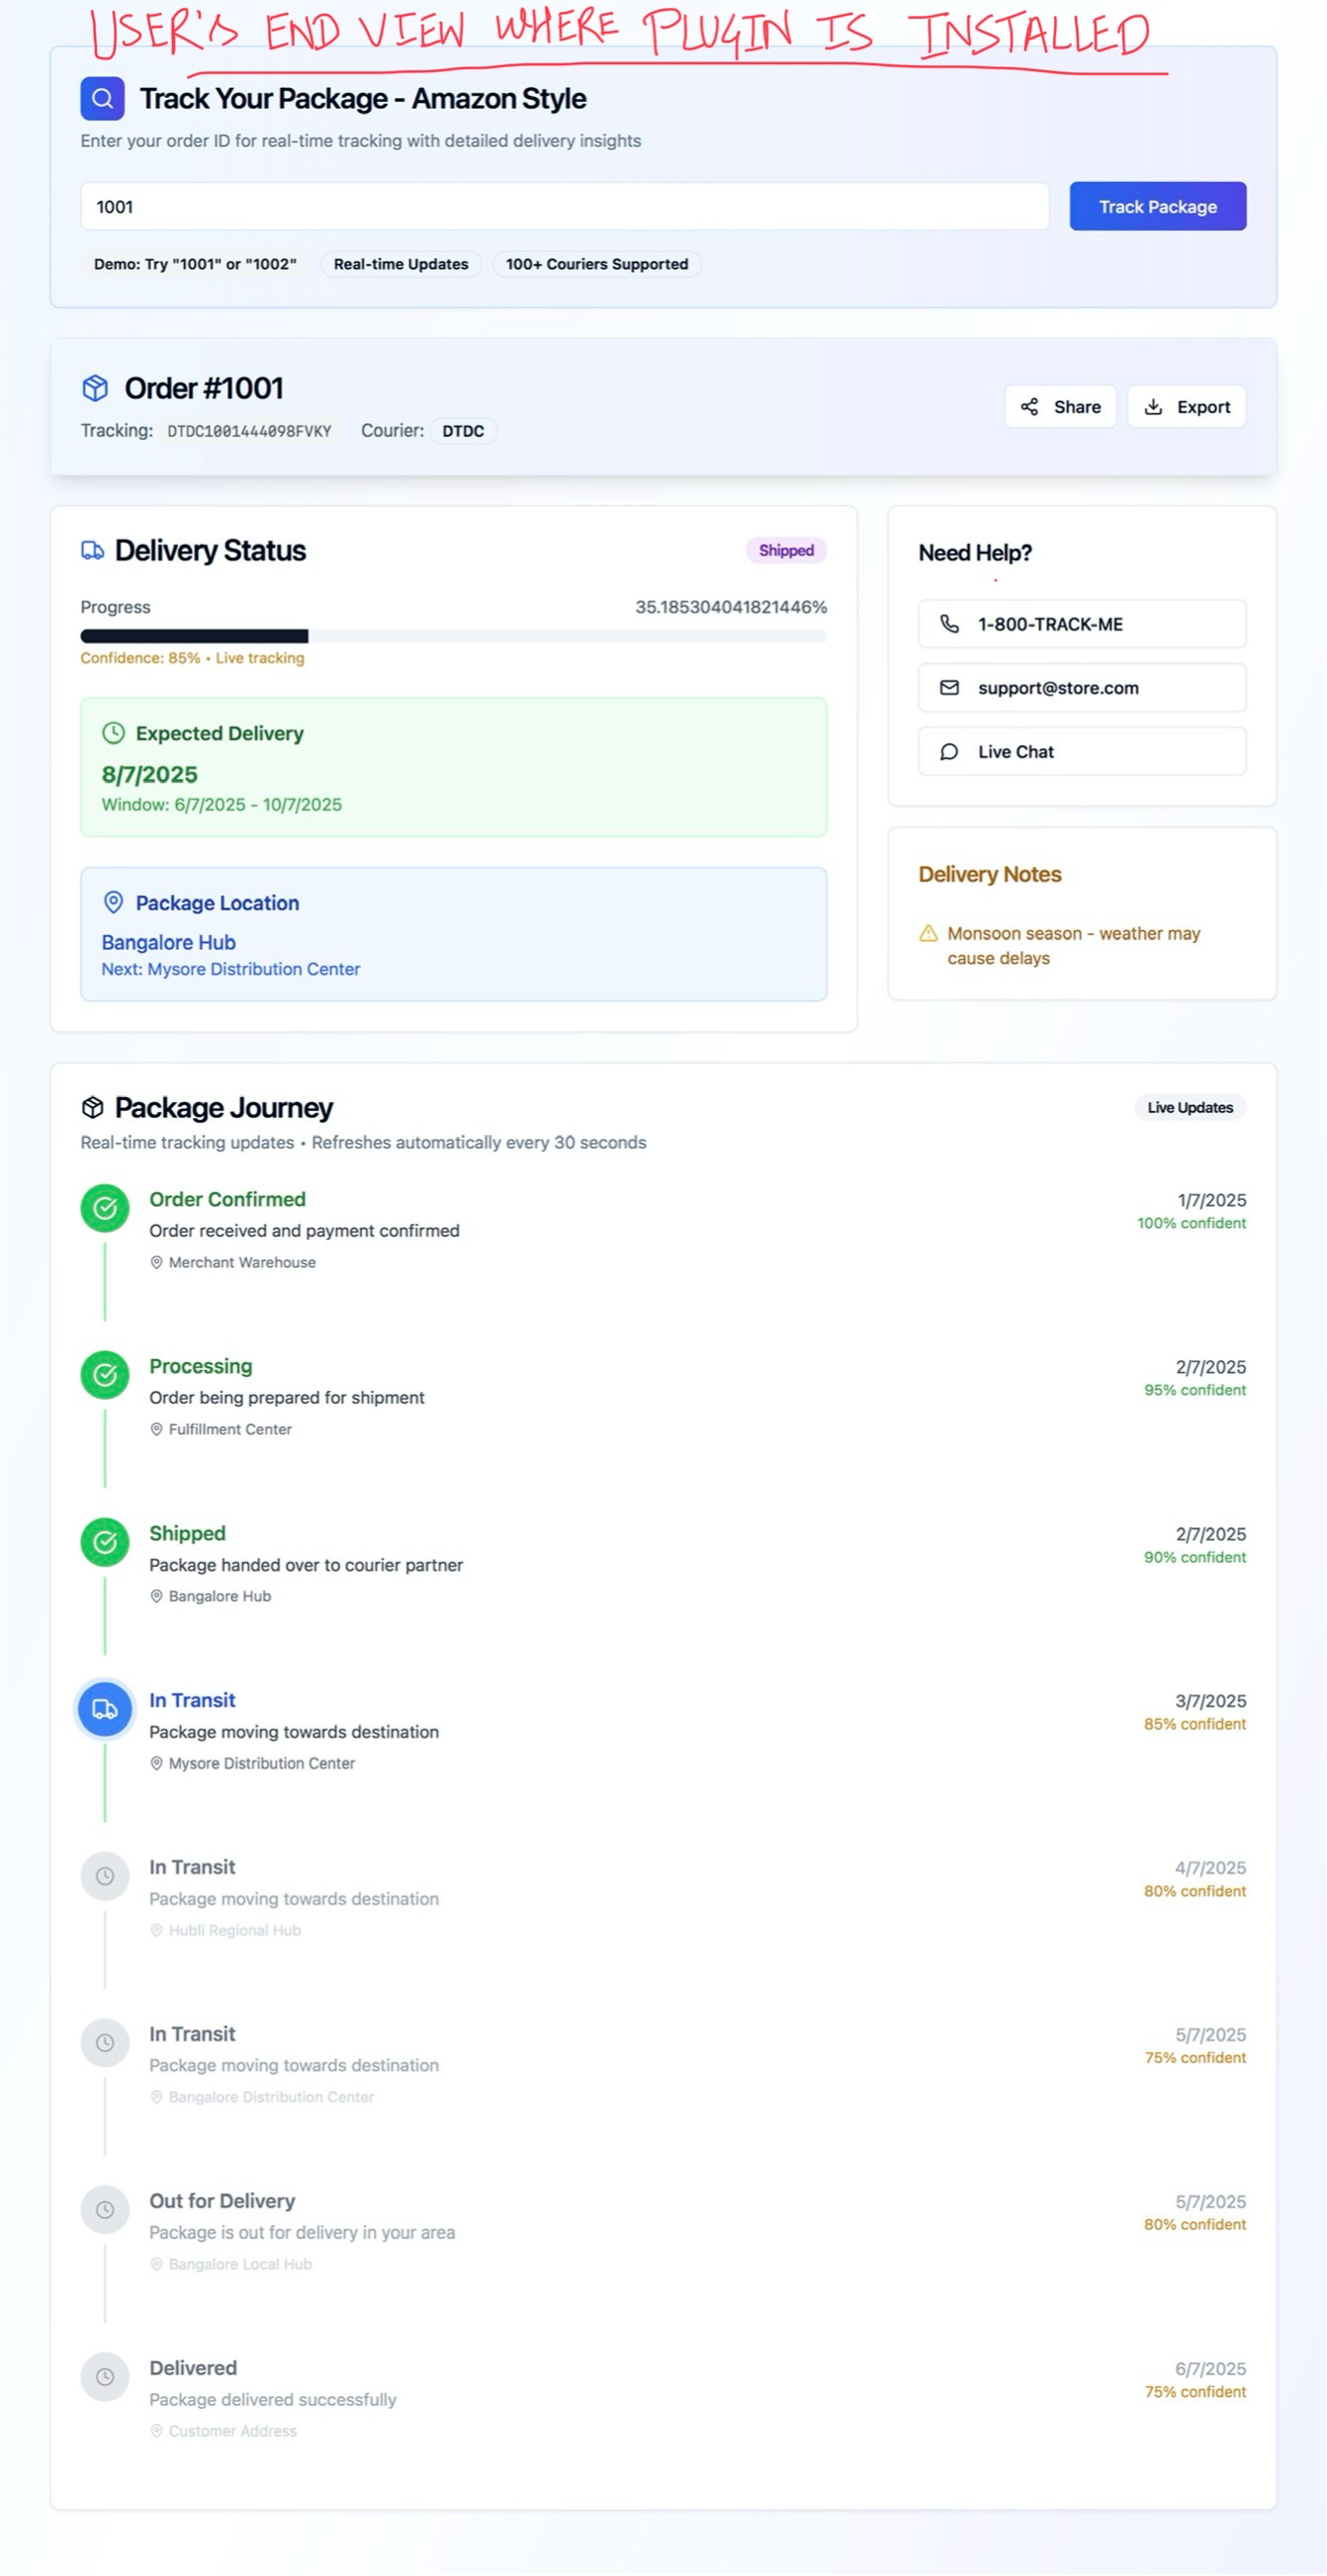 USER'S END VIEW WHERE PLUGIN IS INSTALLED
Track Your Package - Amazon Style
Enter your order ID for real-time tracking with detailed delivery insights
1001
Track Package
Demo: Try "1001" or "1002"
Real-time Updates
100+ Couriers Supported
Order #1001
Tracking: DTDC1001444098FVKY Courier: DTDC
Share
Export
Delivery Status
Shipped
Progress
35.185304041821446%
Confidence: 85% • Live tracking
Expected Delivery
8/7/2025
Window: 6/7/2025 - 10/7/2025
Package Location
Bangalore Hub
Next: Mysore Distribution Center
Need Help?
1-800-TRACK-ME
support@store.com
Live Chat
Delivery Notes
Monsoon season - weather may
cause delays
Package Journey
Live Updates
Real-time tracking updates • Refreshes automatically every 30 seconds
Order Confirmed
1/7/2025
Order received and payment confirmed
100% confident
Merchant Warehouse
Processing
2/7/2025
Order being prepared for shipment
95% confident
Fulfillment Center
Shipped
2/7/2025
Package handed over to courier partner
90% confident
Bangalore Hub
In Transit
3/7/2025
Package moving towards destination
85% confident
Mysore Distribution Center
In Transit
4/7/2025
Package moving towards destination
80% confident
Hubli Regional Hub
In Transit
5/7/2025
Package moving towards destination
75% confident
Bangalore Distribution Center
Out for Delivery
5/7/2025
Package is out for delivery in your area
80% confident
Bangalore Local Hub
Delivered
6/7/2025
Package delivered successfully
75% confident
Customer Address